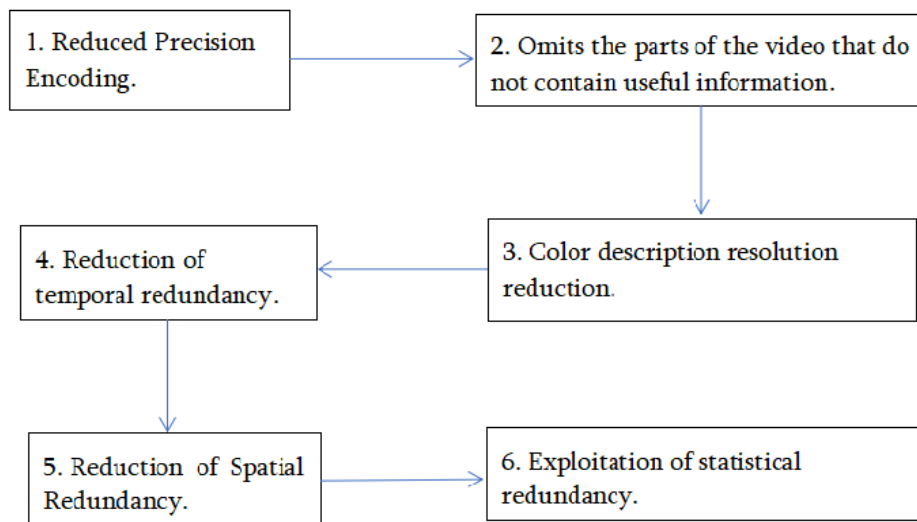 1. Reduced Precision
Encoding.
2. Omits the parts of the video that do
not contain useful information.
3. Color description resolution
reduction.
4. Reduction of
temporal redundancy.
5. Reduction of Spatial
Redundancy.
6. Exploitation of statistical
redundancy.